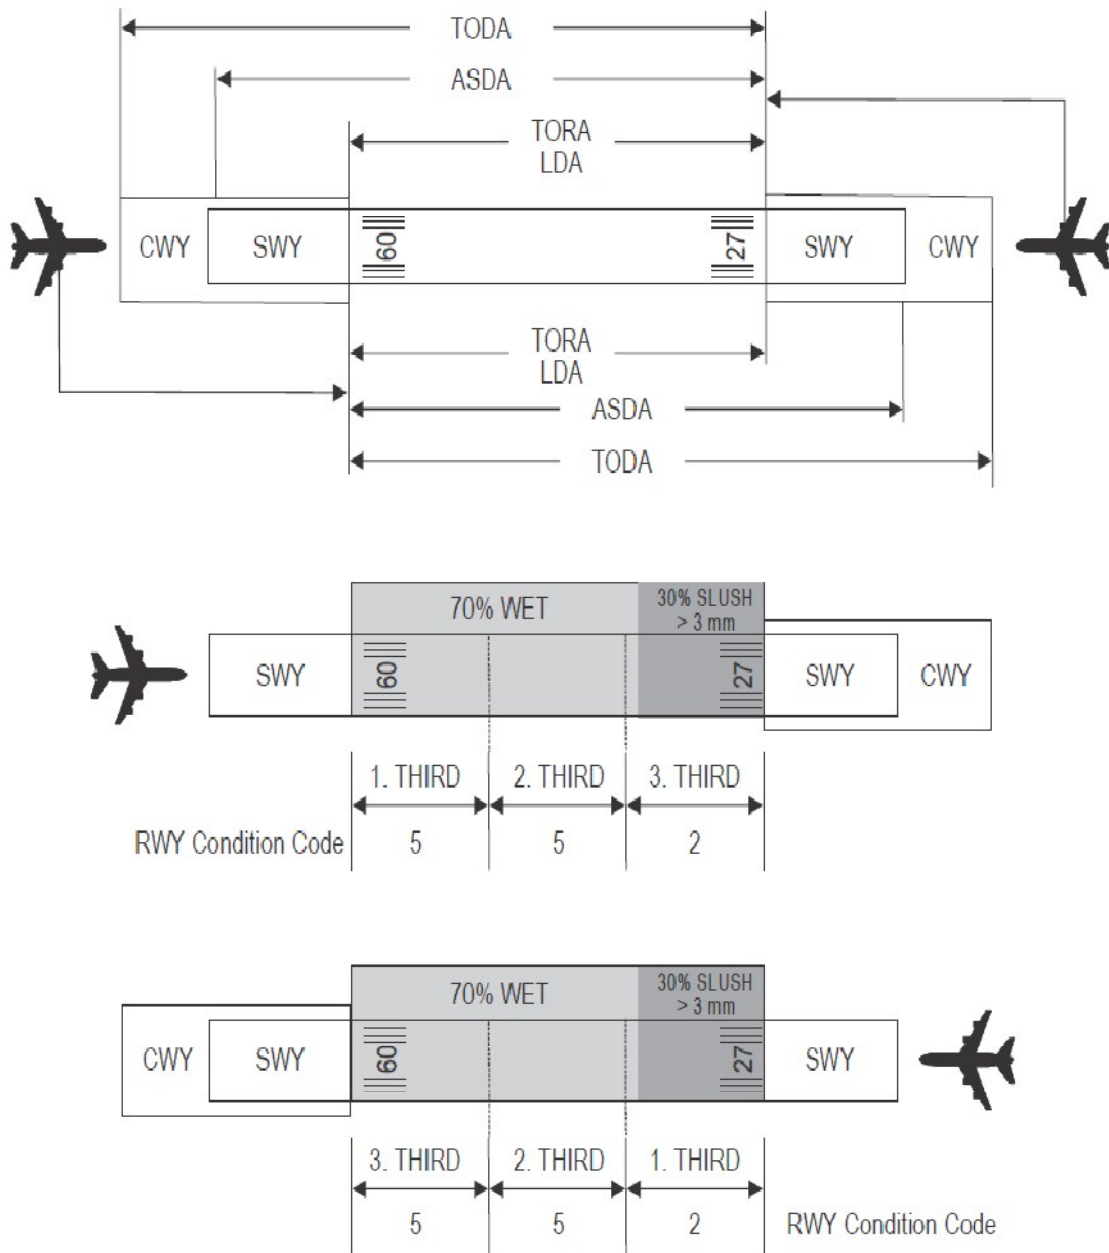 TODA
ASDA
TORA
LDA
CWY SWY 09 27 SWY CWY
TORA
LDA
ASDA
TODA
70% WET 30% SLUSH
> 3 mm
SWY 09 27 SWY CWY
1. THIRD 2. THIRD 3. THIRD
RWY Condition Code 5 5 2
70% WET 30% SLUSH
> 3 mm
CWY SWY 09 27 SWY
3. THIRD 2. THIRD 1. THIRD
5 5 2 RWY Condition Code